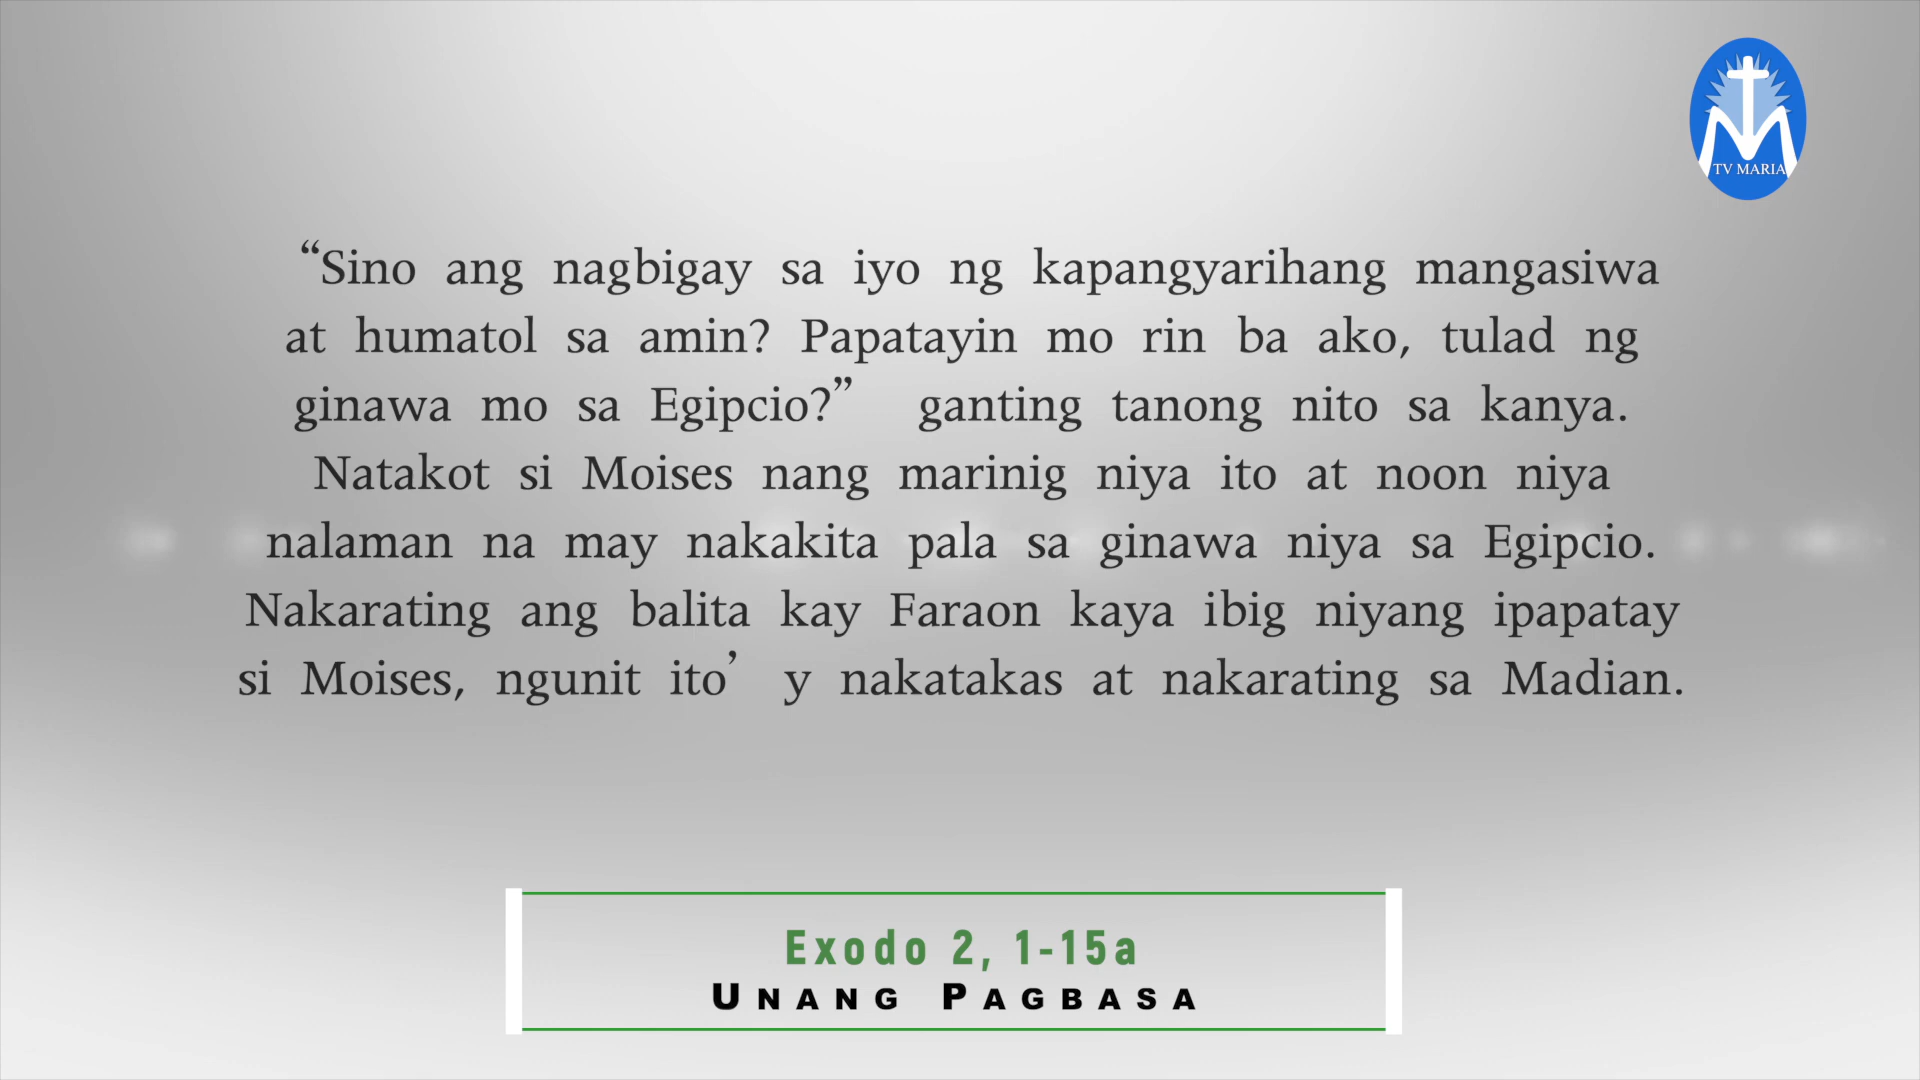 TV MARIA
“Sino ang nagbigay sa iyo ng kapangyarihang mangasiwa
at humatol sa amin? Papatayin mo rin ba ako, tulad ng
ginawa mo sa Egipcio?” ganting tanong nito sa kanya.
Natakot si Moises nang marinig niya ito at noon niya
nalaman na may nakakita pala sa ginawa niya sa Egipcio.
Nakarating ang balita kay Faraon kaya ibig niyang ipapatay
si Moises, ngunit ito’ y nakatakas at nakarating sa Madian.
Exodo 2, 1-15a
UNANG PAGBASA